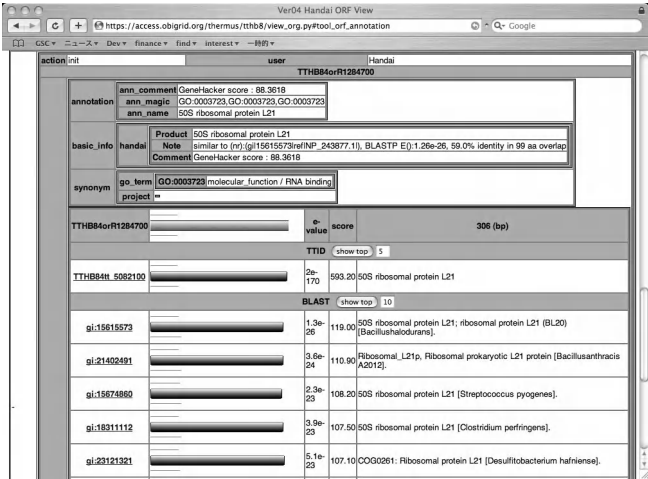 Ver04 Handai ORF View
https://access.obigrid.org/thermus/tthb8/view_org.py#tool_orf_annotation
Q- Google
GSC▾ ニュース▾ Dev▾ finance▾ find▾ interest▾ 一時的▾
action init user Handai
TTHB84orR1284700
annotation
ann_comment GeneHacker score : 88.3618
ann_magic GO:0003723,GO:0003723,GO:0003723
ann_name 50S ribosomal protein L21
basic_info handai
Product 50S ribosomal protein L21
Note similar to (nr):(gi|15615573|ref|NP_243877.1|), BLASTP E():1.26e-26, 59.0% identity in 99 aa overlap
Comment GeneHacker score : 88.3618
synonym
go_term GO:0003723 molecular_function / RNA binding
project
TTHB84orR1284700 e-value score 306 (bp)
TTID show top 5
TTHB84tt_5082100 2e-170 593.20 50S ribosomal protein L21
BLAST show top 10
gi:15615573 1.3e-26 119.00 50S ribosomal protein L21; ribosomal protein L21 (BL20) [Bacillushalodurans].
gi:21402491 3.6e-24 110.90 Ribosomal_L21p, Ribosomal prokaryotic L21 protein [Bacillusanthracis A2012].
gi:15674860 2.3e-23 108.20 50S ribosomal protein L21 [Streptococcus pyogenes].
gi:18311112 3.9e-23 107.50 50S ribosomal protein L21 [Clostridium perfringens].
gi:23121321 5.1e-23 107.10 COG0261: Ribosomal protein L21 [Desulfitobacterium hafniense].